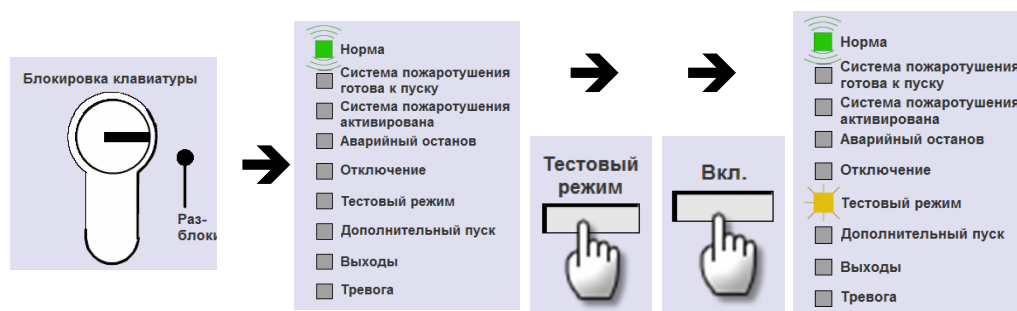 Блокировка клавиатуры
Раз-
блоки
Норма
Система пожаротушения
готова к пуску
Система пожаротушения
активирована
Аварийный останов
Отключение
Тестовый режим
Дополнительный пуск
Выходы
Тревога
Тестовый
режим
Вкл.
Норма
Система пожаротушения
готова к пуску
Система пожаротушения
активирована
Аварийный останов
Отключение
Тестовый режим
Дополнительный пуск
Выходы
Тревога